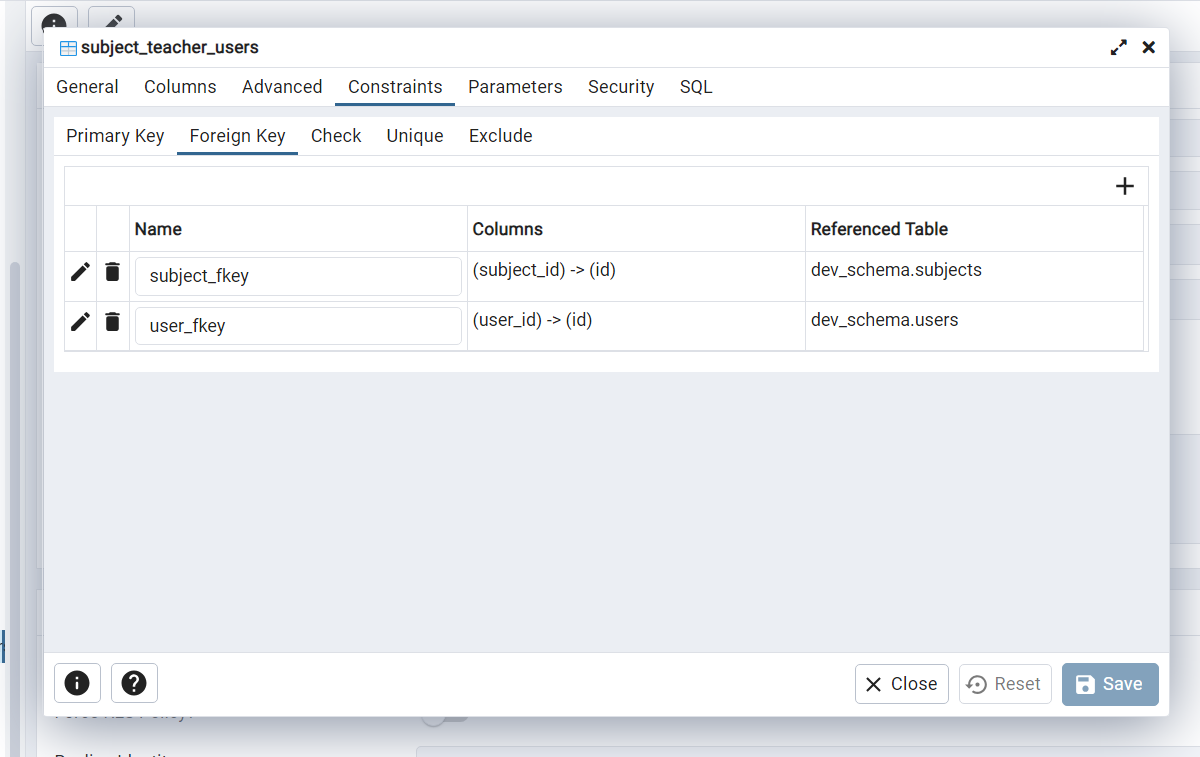 subject_teacher_users
General Columns Advanced Constraints Parameters Security SQL
Primary Key Foreign Key Check Unique Exclude
Name Columns Referenced Table
subject_fkey (subject_id) -> (id) dev_schema.subjects
user_fkey (user_id) -> (id) dev_schema.users
Close Reset Save